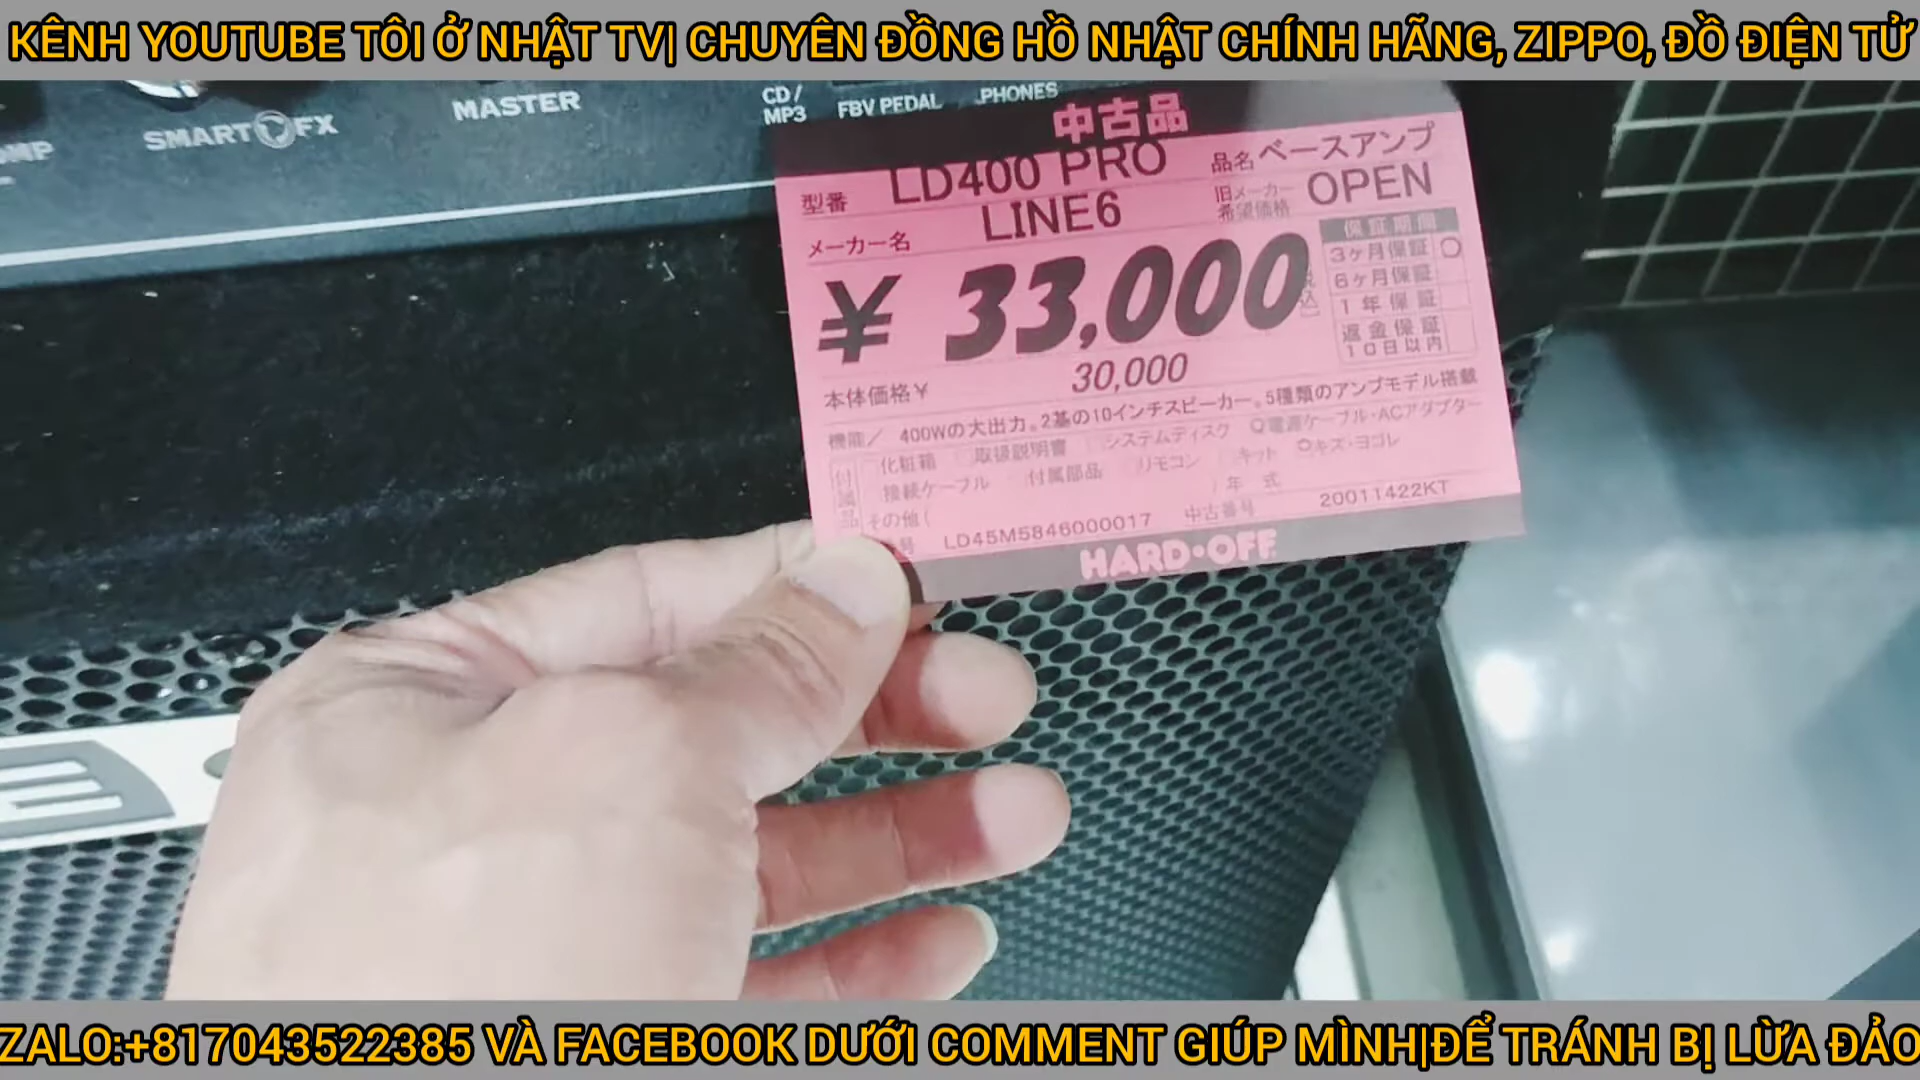 KÊNH YOUTUBE TÔI Ở NHẬT TV| CHUYÊN ĐỒNG HỒ NHẬT CHÍNH HÃNG, ZIPPO, ĐỒ ĐIỆN TỬ
SMART FX
MASTER
CD/
MP3
FBV PEDAL
PHONES
中古品
型番 LD400 PRO
品名 ベースアンプ
メーカー名 LINE6
旧メーカー
希望価格 OPEN
¥ 33,000
税込
保証期間
3ヶ月保証 ○
6ヶ月保証
1年保証
返金保証
10日以内
本体価格¥ 30,000
機能/ 400Wの大出力。2基の10インチスピーカー。5種類のアンプモデル搭載
付属品
化粧箱 取扱説明書 システムディスク 電源ケーブル・ACアダプター
接続ケーブル 付属部品 リモコン キット キズ・ヨゴレ
その他( ) 年式
号 LD45M5846000017 中古番号 20011422KT
HARD・OFF
ZALO:+817043522385 VÀ FACEBOOK DƯỚI COMMENT GIÚP MÌNH|ĐỂ TRÁNH BỊ LỪA ĐẢO